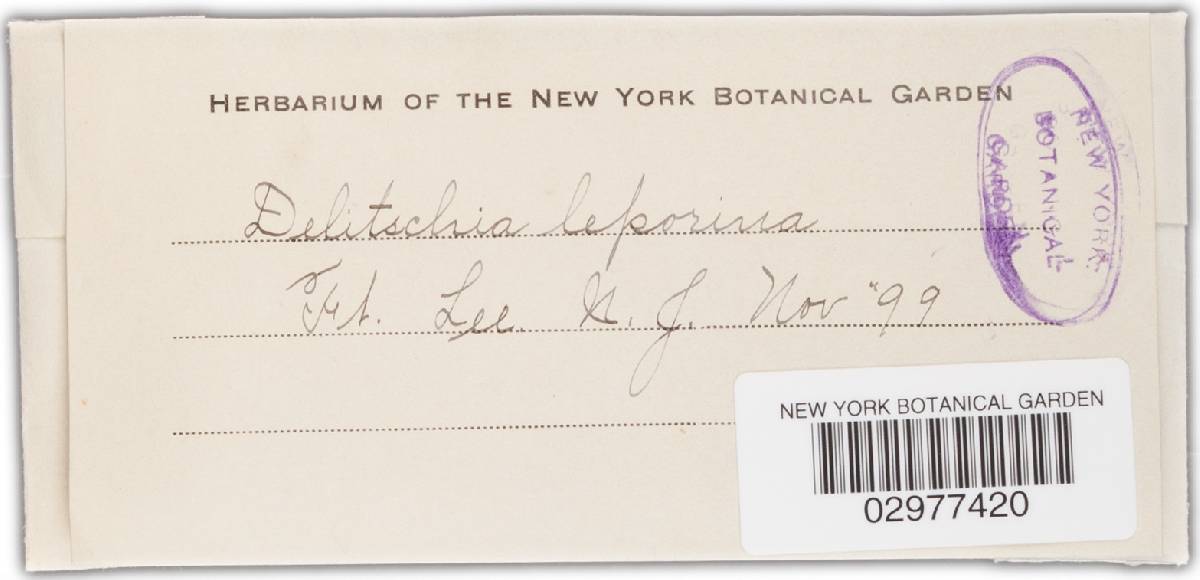 HERBARIUM OF THE NEW YORK BOTANICAL GARDEN
Delitschia leporina
Ft. Lee. N. J. Nov '99
NEW YORK
BOTANICAL
GARDEN
NEW YORK BOTANICAL GARDEN
02977420